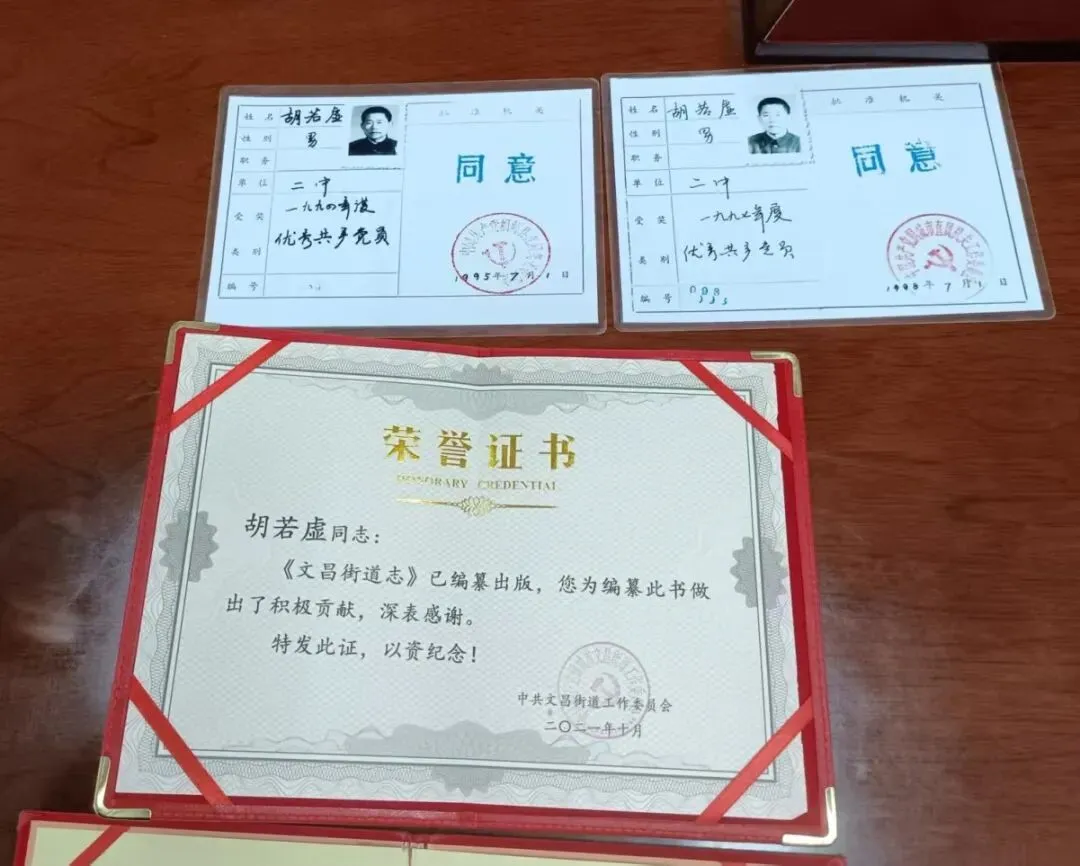 姓名 胡若虚
性别 男
职务
单位 二中
受奖类别 一九九四年度
优秀共产党员
编号
批准机关
同意
1995年7月1日
姓名 胡若虚
性别 男
职务
单位 二中
受奖类别 一九九七年度
优秀共产党员
编号
批准机关
同意
1998年7月1日
荣誉证书
HONORARY CREDENTIAL
胡若虚同志：
《文昌街道志》已编纂出版，您为编纂此书做
出了积极贡献，深表感谢。
特发此证，以资纪念！
中共文昌街道工作委员会
二〇二一年十月